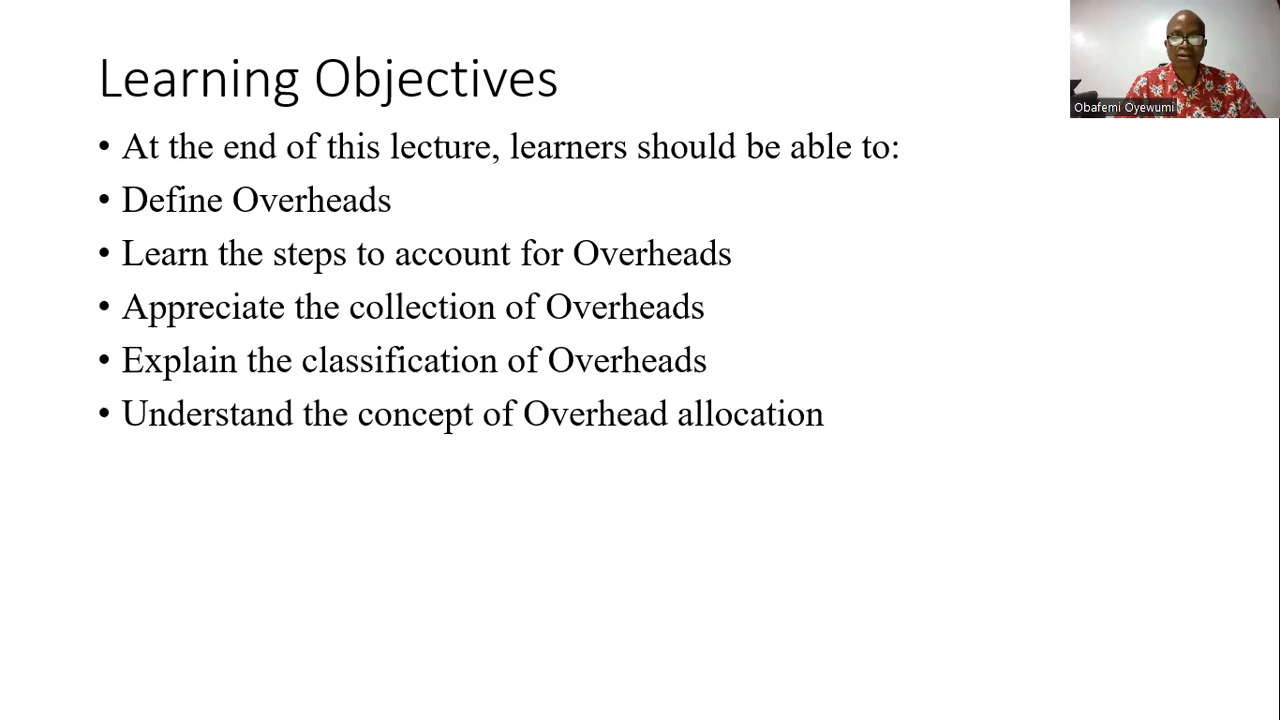 Learning Objectives
• At the end of this lecture, learners should be able to:
• Define Overheads
• Learn the steps to account for Overheads
• Appreciate the collection of Overheads
• Explain the classification of Overheads
• Understand the concept of Overhead allocation
Obafemi Oyewumi